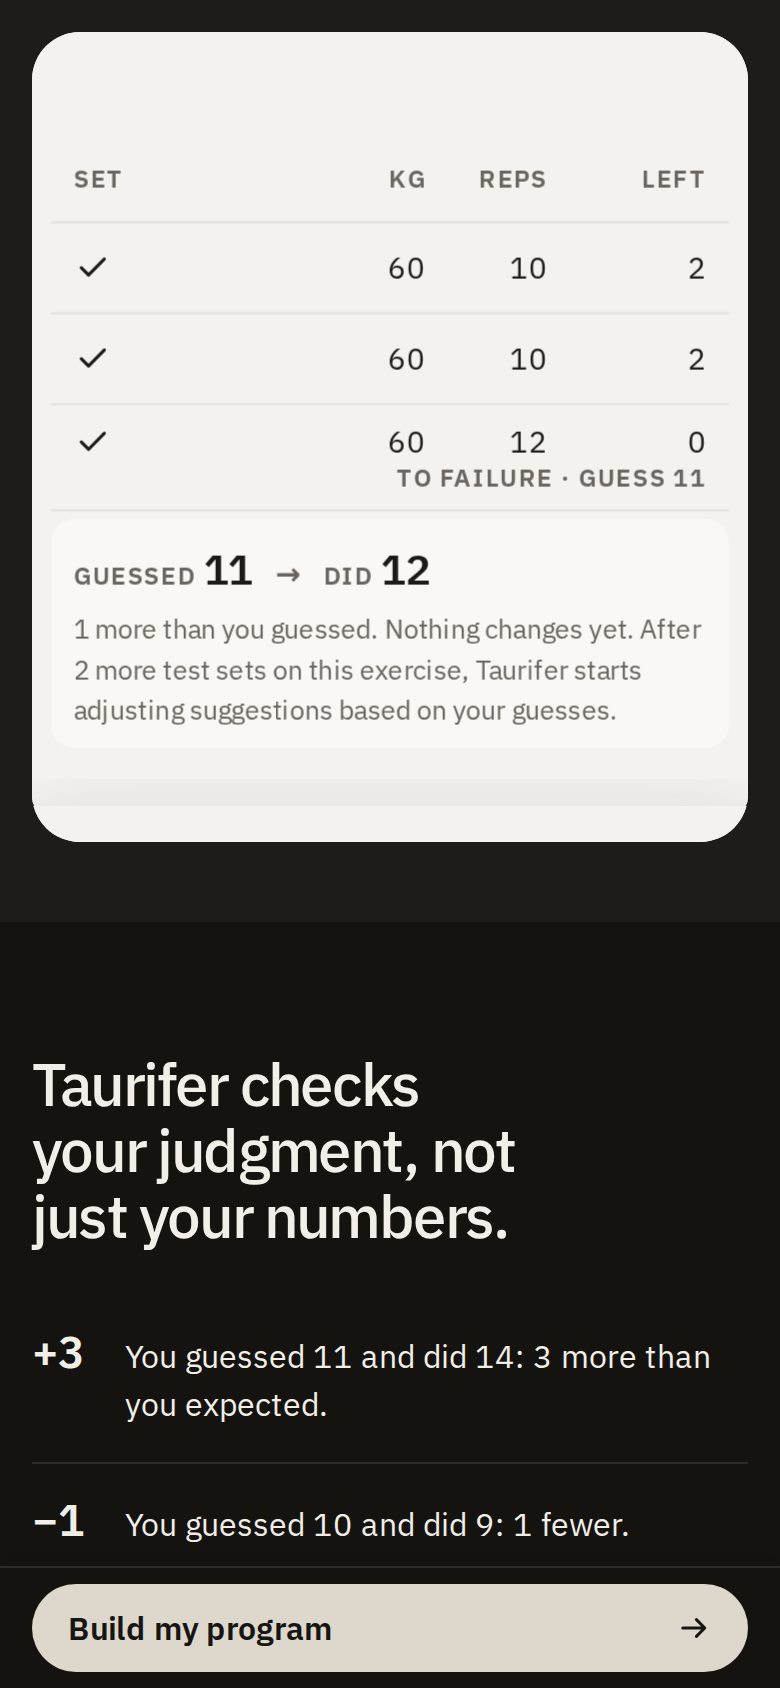 SET KG REPS LEFT
60 10 2
60 10 2
60 12 0
TO FAILURE · GUESS 11
GUESSED 11 → DID 12
1 more than you guessed. Nothing changes yet. After
2 more test sets on this exercise, Taurifer starts
adjusting suggestions based on your guesses.
Taurifer checks
your judgment, not
just your numbers.
+3 You guessed 11 and did 14: 3 more than
you expected.
−1 You guessed 10 and did 9: 1 fewer.
Build my program →